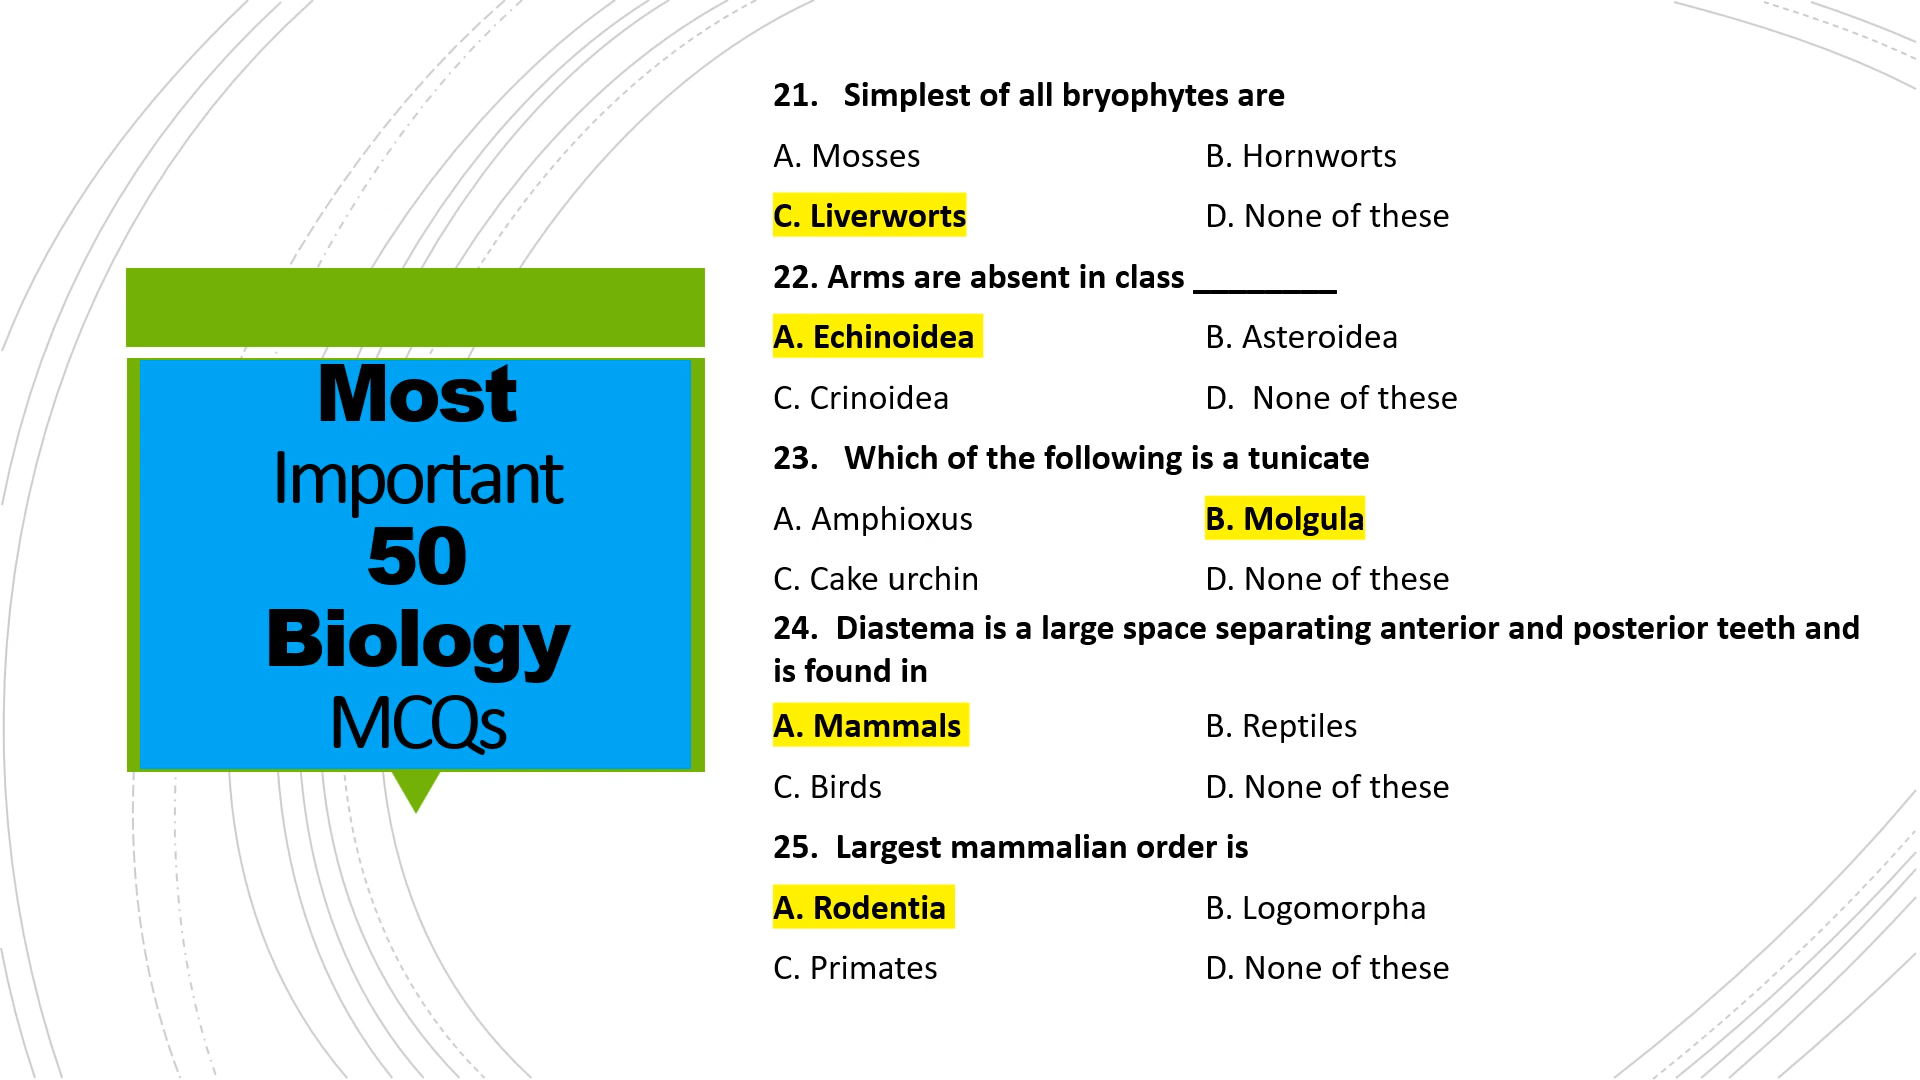 Most
Important
50
Biology
MCQs
21. Simplest of all bryophytes are
A. Mosses B. Hornworts
C. Liverworts D. None of these
22. Arms are absent in class ________
A. Echinoidea B. Asteroidea
C. Crinoidea D. None of these
23. Which of the following is a tunicate
A. Amphioxus B. Molgula
C. Cake urchin D. None of these
24. Diastema is a large space separating anterior and posterior teeth and
is found in
A. Mammals B. Reptiles
C. Birds D. None of these
25. Largest mammalian order is
A. Rodentia B. Logomorpha
C. Primates D. None of these